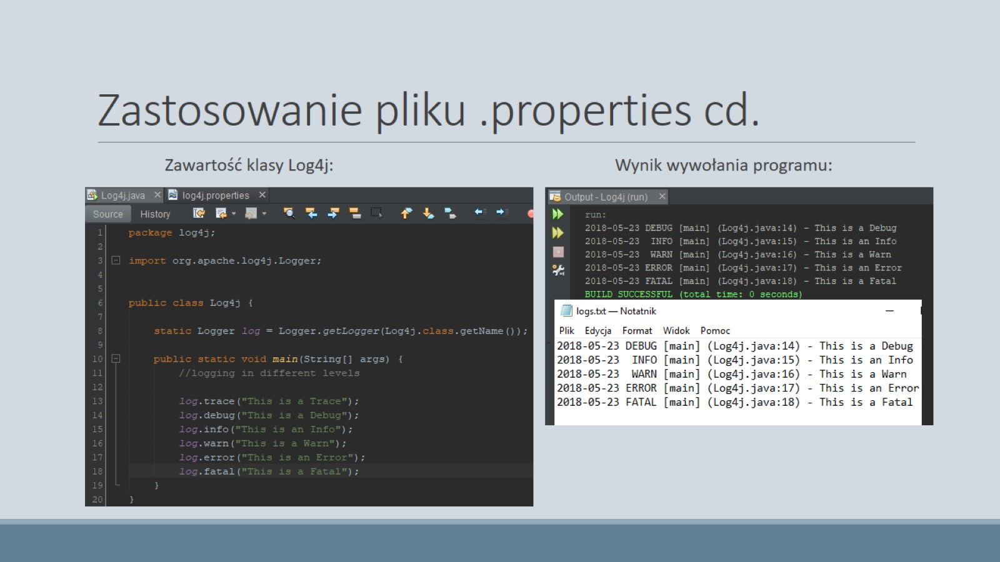 Zastosowanie pliku .properties cd.
Zawartość klasy Log4j:
Log4j.java
log4j.properties
Source History
1 package log4j;
2
3 import org.apache.log4j.Logger;
4
5
6 public class Log4j {
7
8 static Logger log = Logger.getLogger(Log4j.class.getName());
9
10 public static void main(String[] args) {
11 //logging in different levels
12
13 log.trace("This is a Trace");
14 log.debug("This is a Debug");
15 log.info("This is an Info");
16 log.warn("This is a Warn");
17 log.error("This is an Error");
18 log.fatal("This is a Fatal");
19 }
20 }
Wynik wywołania programu:
Output - Log4j (run)
run:
2018-05-23 DEBUG [main] (Log4j.java:14) - This is a Debug
2018-05-23  INFO [main] (Log4j.java:15) - This is an Info
2018-05-23  WARN [main] (Log4j.java:16) - This is a Warn
2018-05-23 ERROR [main] (Log4j.java:17) - This is an Error
2018-05-23 FATAL [main] (Log4j.java:18) - This is a Fatal
BUILD SUCCESSFUL (total time: 0 seconds)
logs.txt — Notatnik
Plik Edycja Format Widok Pomoc
2018-05-23 DEBUG [main] (Log4j.java:14) - This is a Debug
2018-05-23  INFO [main] (Log4j.java:15) - This is an Info
2018-05-23  WARN [main] (Log4j.java:16) - This is a Warn
2018-05-23 ERROR [main] (Log4j.java:17) - This is an Error
2018-05-23 FATAL [main] (Log4j.java:18) - This is a Fatal